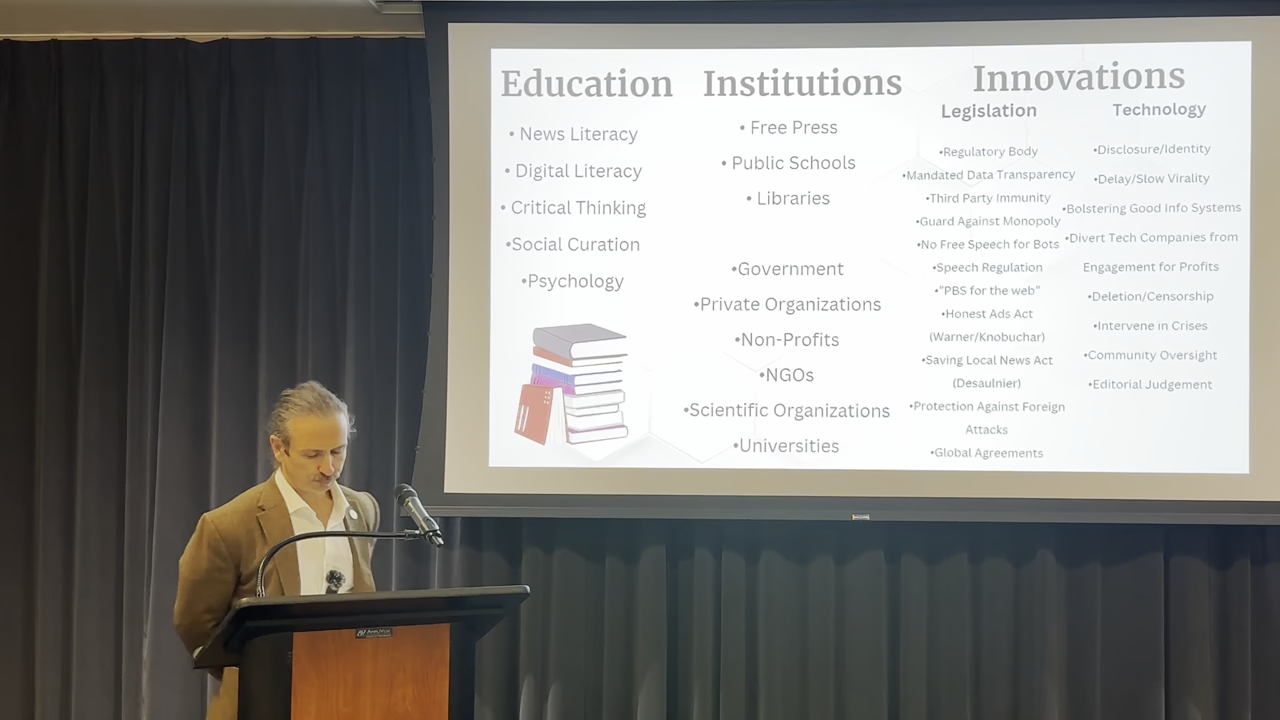 Education
• News Literacy
• Digital Literacy
• Critical Thinking
•Social Curation
•Psychology
Institutions
• Free Press
• Public Schools
• Libraries
•Government
•Private Organizations
•Non-Profits
•NGOs
•Scientific Organizations
•Universities
Innovations
Legislation
•Regulatory Body
•Mandated Data Transparency
•Third Party Immunity
•Guard Against Monopoly
•No Free Speech for Bots
•Speech Regulation
•"PBS for the web"
•Honest Ads Act
(Warner/Knobuchar)
•Saving Local News Act
(Desaulnier)
•Protection Against Foreign
Attacks
•Global Agreements
Technology
•Disclosure/Identity
•Delay/Slow Virality
•Bolstering Good Info Systems
•Divert Tech Companies from
Engagement for Profits
•Deletion/Censorship
•Intervene in Crises
•Community Oversight
•Editorial Judgement